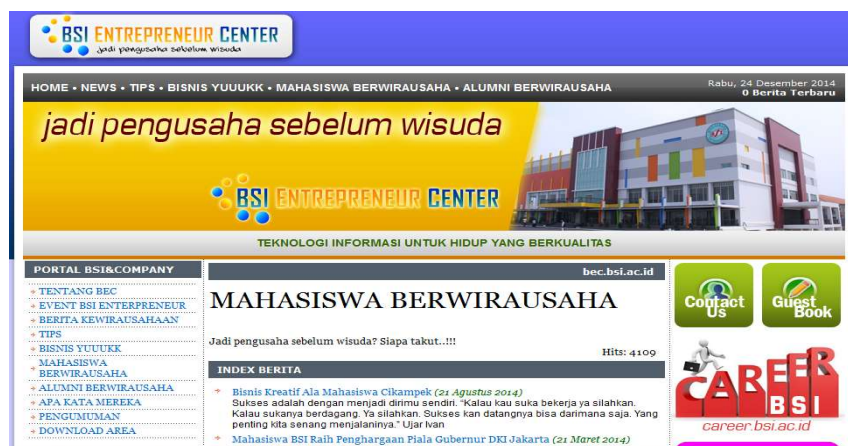 BSI ENTREPRENEUR CENTER
jadi pengusaha sebelum wisuda
HOME • NEWS • TIPS • BISNIS YUUUKK • MAHASISWA BERWIRAUSAHA • ALUMNI BERWIRAUSAHA
Rabu, 24 Desember 2014
0 Berita Terbaru
jadi pengusaha sebelum wisuda
BSI ENTREPRENEUR CENTER
TEKNOLOGI INFORMASI UNTUK HIDUP YANG BERKUALITAS
PORTAL BSI&COMPANY
TENTANG BEC
EVENT BSI ENTERPRENEUR
BERITA KEWIRAUSAHAAN
TIPS
BISNIS YUUUKK
MAHASISWA
BERWIRAUSAHA
ALUMNI BERWIRAUSAHA
APA KATA MEREKA
PENGUMUMAN
DOWNLOAD AREA
bec.bsi.ac.id
MAHASISWA BERWIRAUSAHA
Jadi pengusaha sebelum wisuda? Siapa takut..!!!
Hits: 4109
INDEX BERITA
Bisnis Kreatif Ala Mahasiswa Cikampek (21 Agustus 2014)
Sukses adalah dengan menjadi dirimu sendiri. "Kalau kau suka bekerja ya silahkan.
Kalau sukanya berdagang. Ya silahkan. Sukses kan datangnya bisa darimana saja. Yang
penting kita senang menjalaninya." Ujar Ivan
Mahasiswa BSI Raih Penghargaan Piala Gubernur DKI Jakarta (21 Maret 2014)
Contact
Us
Guest
Book
CAREER
BSI
career.bsi.ac.id